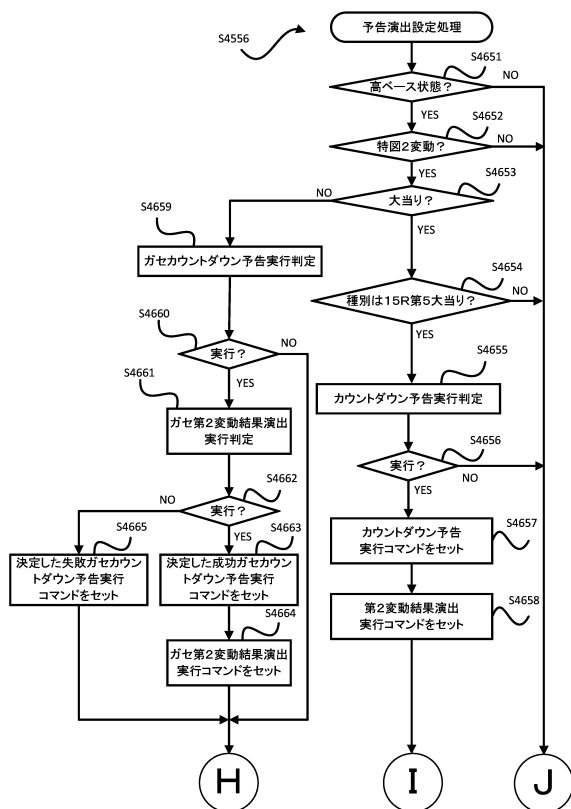 予告演出設定処理
S4556
S4651
高ベース状態？
NO
YES
S4652
特図２変動？
NO
YES
S4653
大当り？
NO
YES
S4659
ガセカウントダウン予告実行判定
S4654
種別は１５R第５大当り？
NO
YES
S4660
実行？
NO
YES
S4655
カウントダウン予告実行判定
S4661
ガセ第２変動結果演出
実行判定
S4656
実行？
NO
YES
S4662
実行？
NO
YES
S4665
決定した失敗ガセカウン
トダウン予告実行
コマンドをセット
S4663
決定した成功ガセカウン
トダウン予告実行
コマンドをセット
S4657
カウントダウン予告
実行コマンドをセット
S4664
ガセ第２変動結果演出
実行コマンドをセット
S4658
第２変動結果演出
実行コマンドをセット
H
I
J